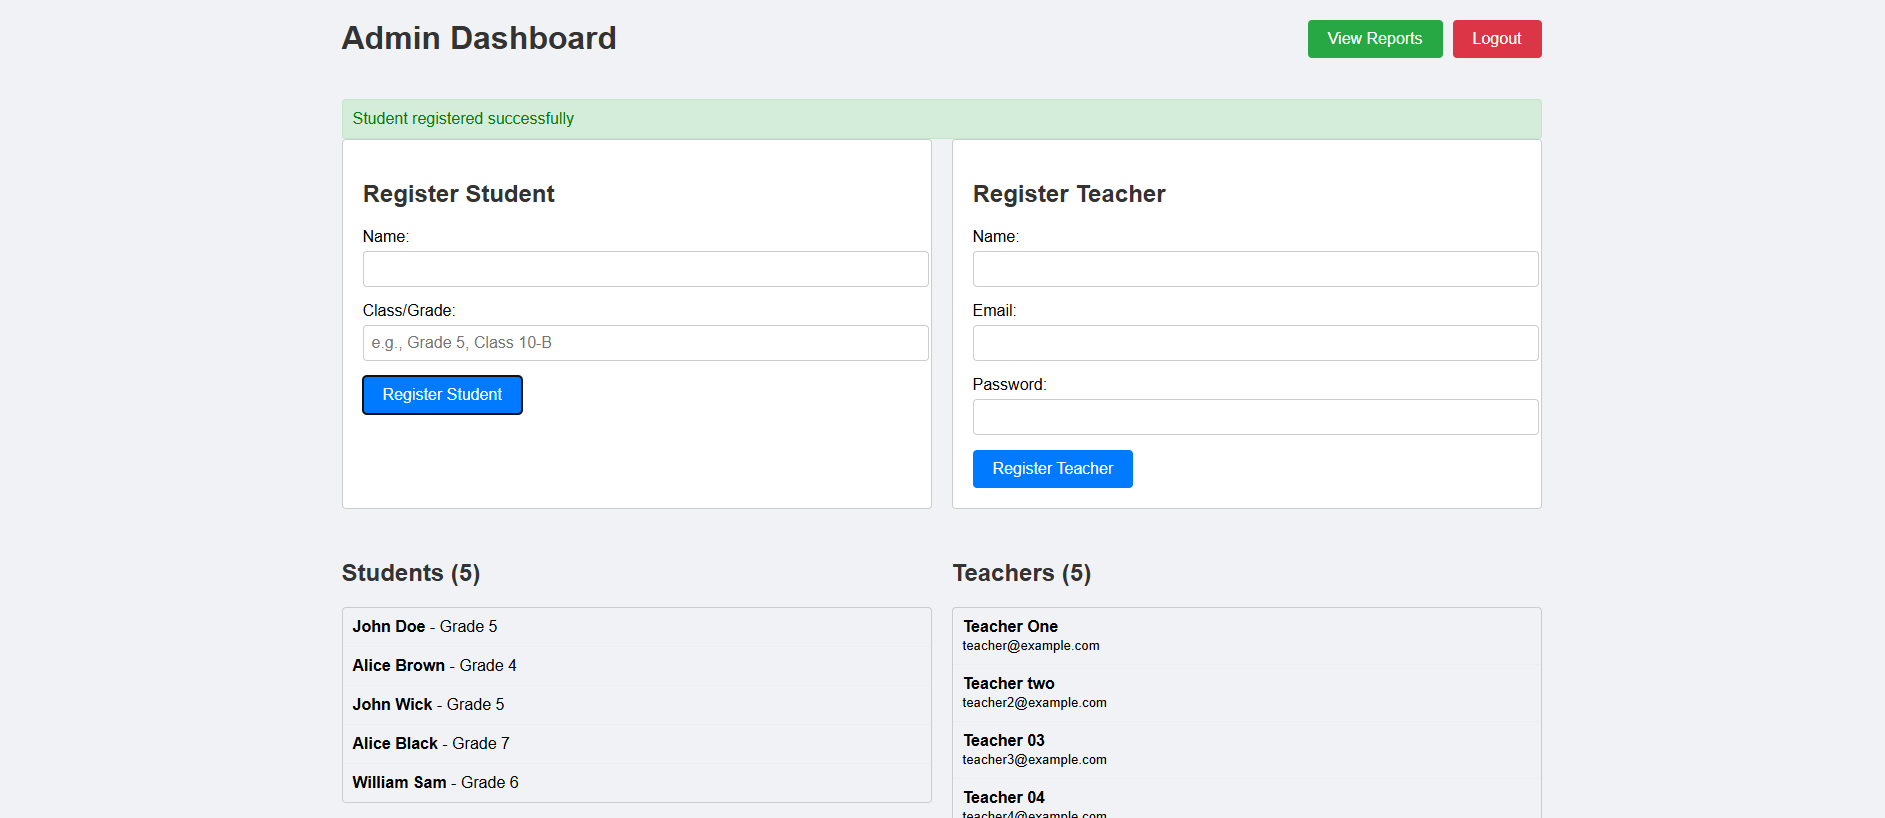 Admin Dashboard
View Reports
Logout
Student registered successfully
Register Student
Name:
Class/Grade:
e.g., Grade 5, Class 10-B
Register Student
Register Teacher
Name:
Email:
Password:
Register Teacher
Students (5)
John Doe - Grade 5
Alice Brown - Grade 4
John Wick - Grade 5
Alice Black - Grade 7
William Sam - Grade 6
Teachers (5)
Teacher One
teacher@example.com
Teacher two
teacher2@example.com
Teacher 03
teacher3@example.com
Teacher 04
teacher4@example.com